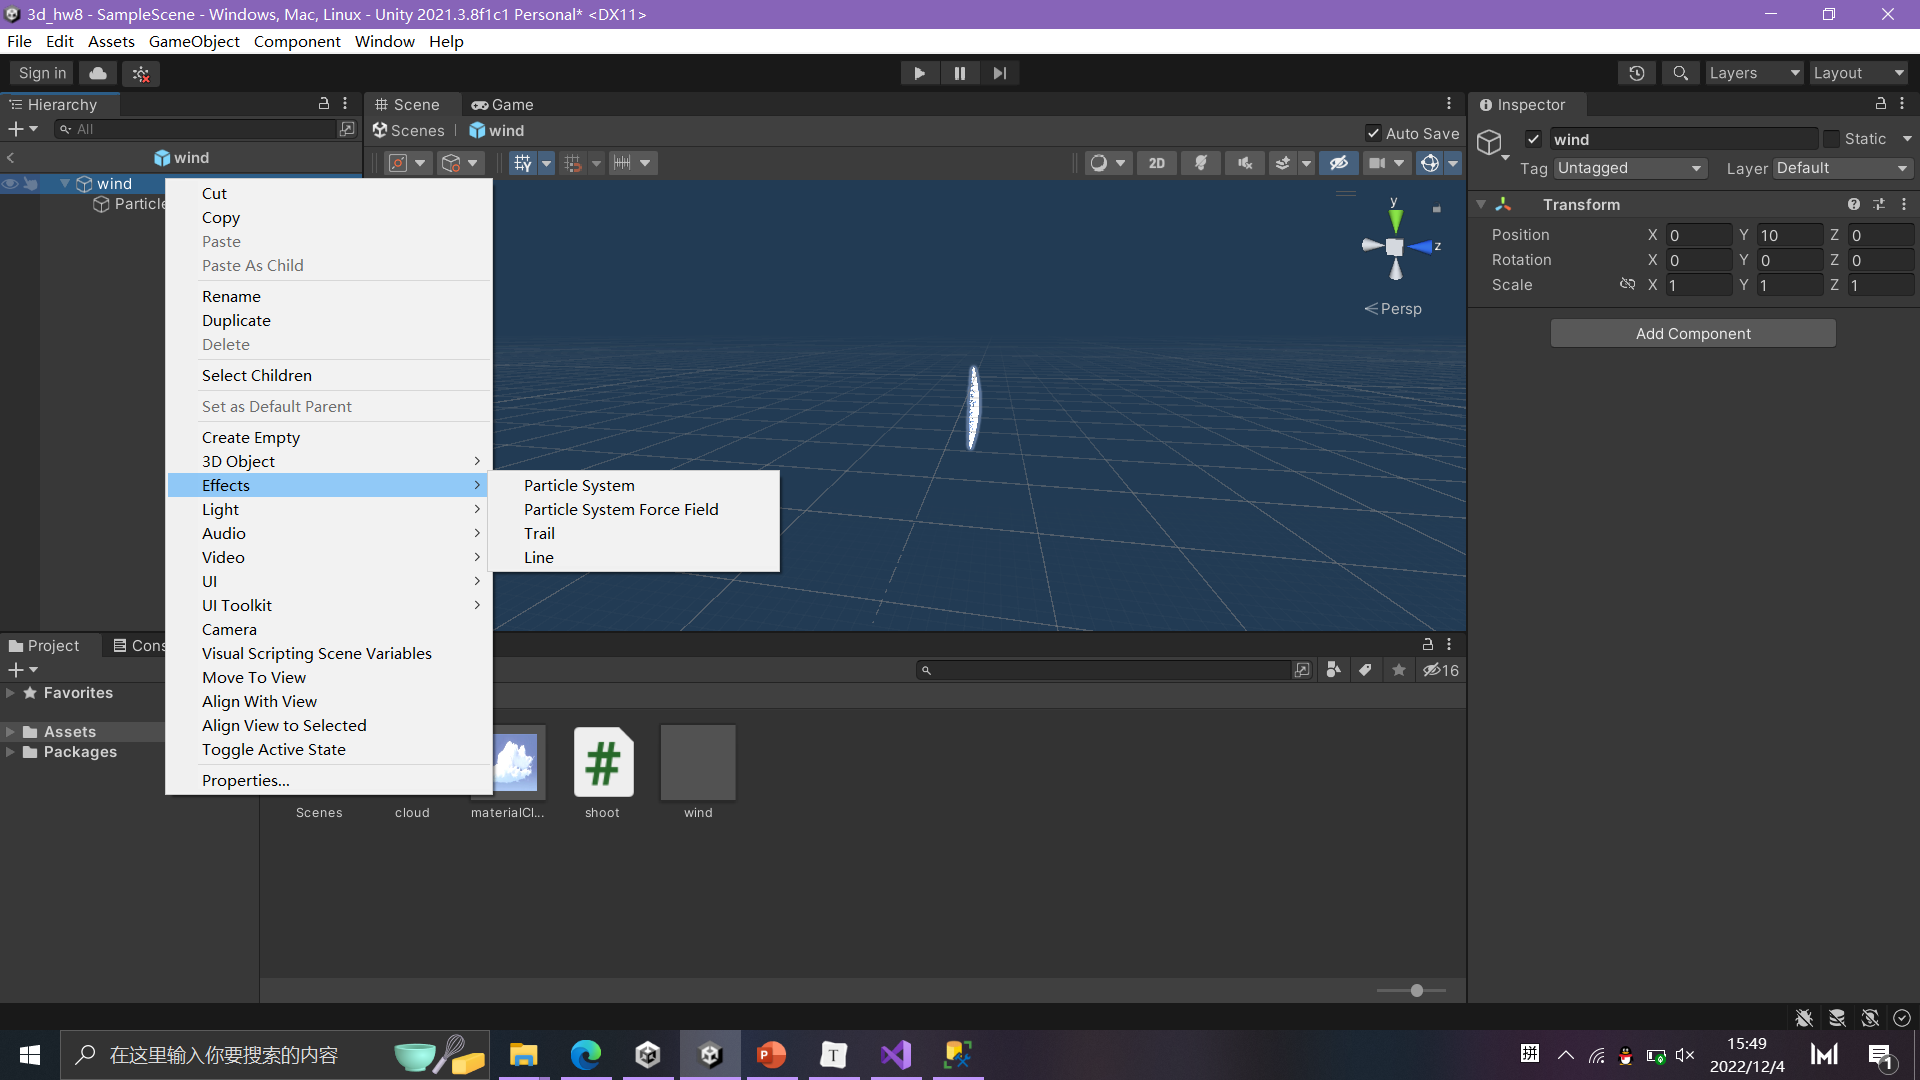 3d_hw8 - SampleScene - Windows, Mac, Linux - Unity 2021.3.8f1c1 Personal* <DX11>
File Edit Assets GameObject Component Window Help
Sign in
Layers
Layout
Hierarchy
All
wind
wind
Particle
Cut
Copy
Paste
Paste As Child
Rename
Duplicate
Delete
Select Children
Set as Default Parent
Create Empty
3D Object
Effects
Light
Audio
Video
UI
UI Toolkit
Camera
Visual Scripting Scene Variables
Move To View
Align With View
Align View to Selected
Toggle Active State
Properties...
Particle System
Particle System Force Field
Trail
Line
Scene Game
Scenes | wind
Auto Save
2D
y
z
Persp
Inspector
wind
Static
Tag Untagged Layer Default
Transform
Position X 0 Y 10 Z 0
Rotation X 0 Y 0 Z 0
Scale X 1 Y 1 Z 1
Add Component
Project
Cons
16
Favorites
Assets
Packages
#
Scenes cloud materialCl... shoot wind
在这里输入你要搜索的内容
P
T
拼
15:49
2022/12/4
1